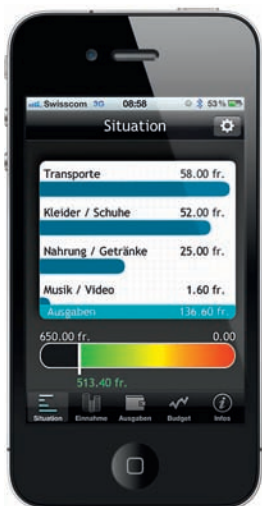 Swisscom 3G 08:58 53%
Situation
Transporte 58.00 fr.
Kleider / Schuhe 52.00 fr.
Nahrung / Getränke 25.00 fr.
Musik / Video 1.60 fr.
Ausgaben 136.60 fr.
650.00 fr. 0.00
513.40 fr.
Situation Einnahme Ausgaben Budget Infos